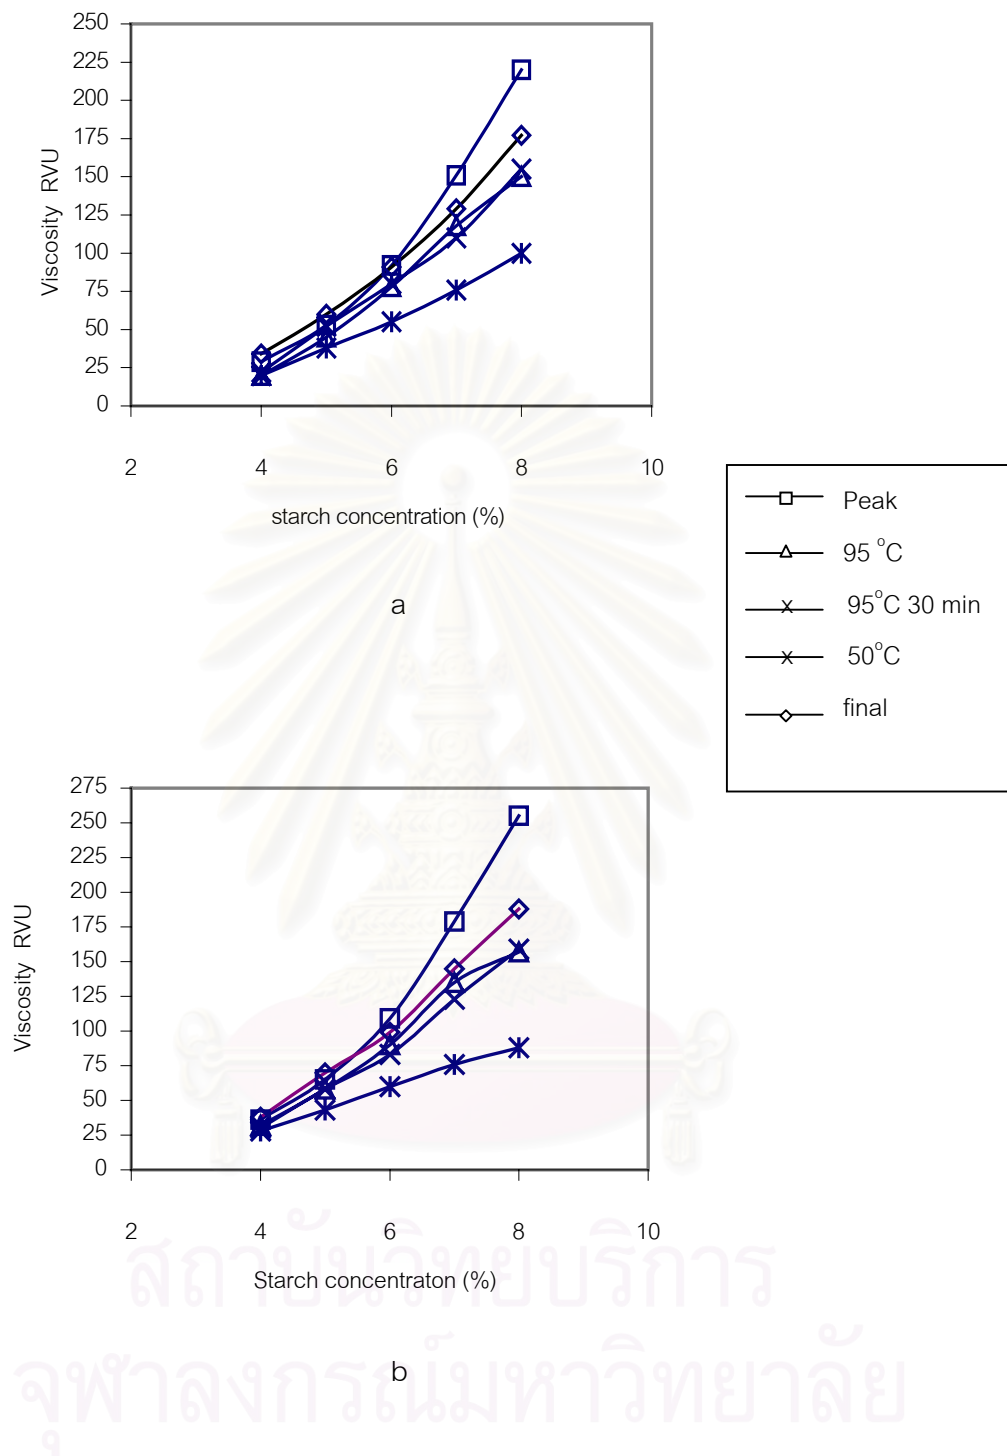 250
225
200
175
150
125
100
75
50
25
0
Viscosity RVU
2 4 6 8 10
starch concentration (%)
a
Peak
95 °C
95°C 30 min
50°C
final
275
250
225
200
175
150
125
100
75
50
25
0
Viscosity RVU
2 4 6 8 10
Starch concentraton (%)
b
สถาบันวิทยบริการ
จุฬาลงกรณ์มหาวิทยาลัย